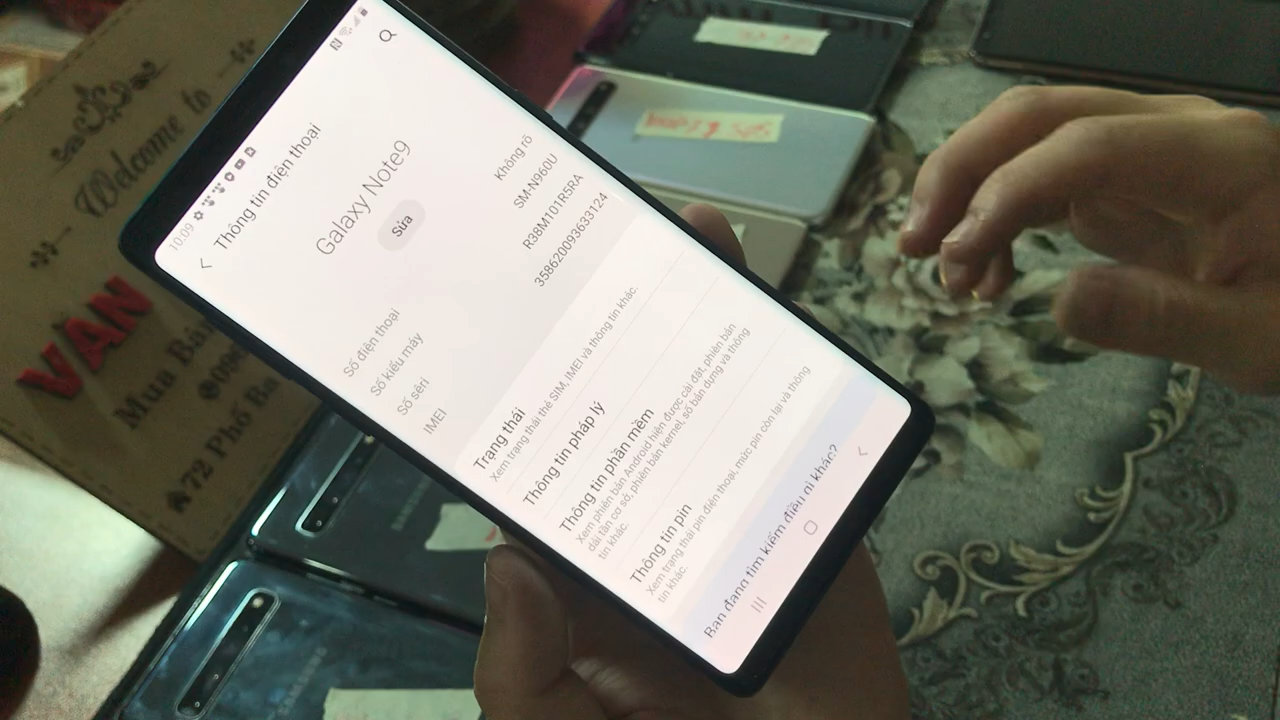 10:09
Thông tin điện thoại
Galaxy Note9
Sửa
Số điện thoại
Không rõ
Số kiểu máy
SM-N960U
Số sêri
R38M101R5RA
IMEI
358620093633124
Trạng thái
Xem trạng thái thẻ SIM, IMEI và thông tin khác.
Thông tin pháp lý
Thông tin phần mềm
Xem phiên bản Android hiện được cài đặt, phiên bản
dải tần cơ sở, phiên bản kernel, số bản dựng và thông
tin khác.
Thông tin pin
Xem trạng thái pin điện thoại, mức pin còn lại và thông
tin khác.
Bạn đang tìm kiếm điều gì khác?
Welcome to
VAN
Mua Bán
72 Phố Ba
SAMSUNG
SAMSUNG